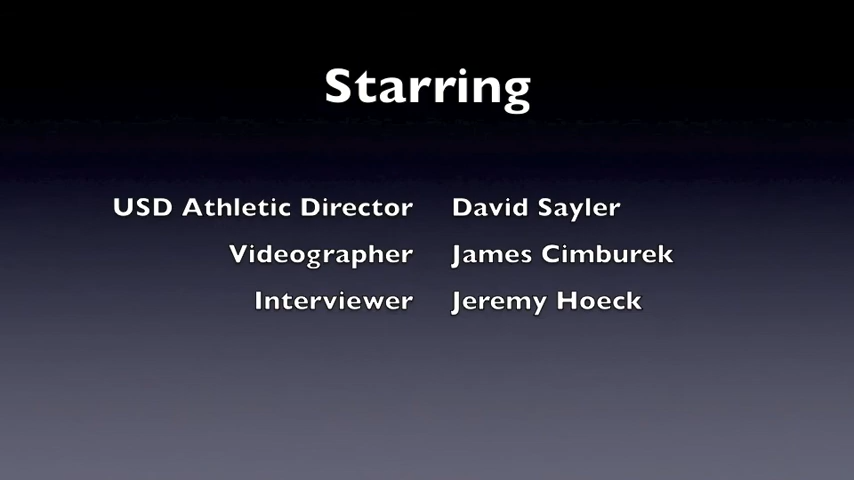 Starring
USD Athletic Director David Sayler
Videographer James Cimburek
Interviewer Jeremy Hoeck